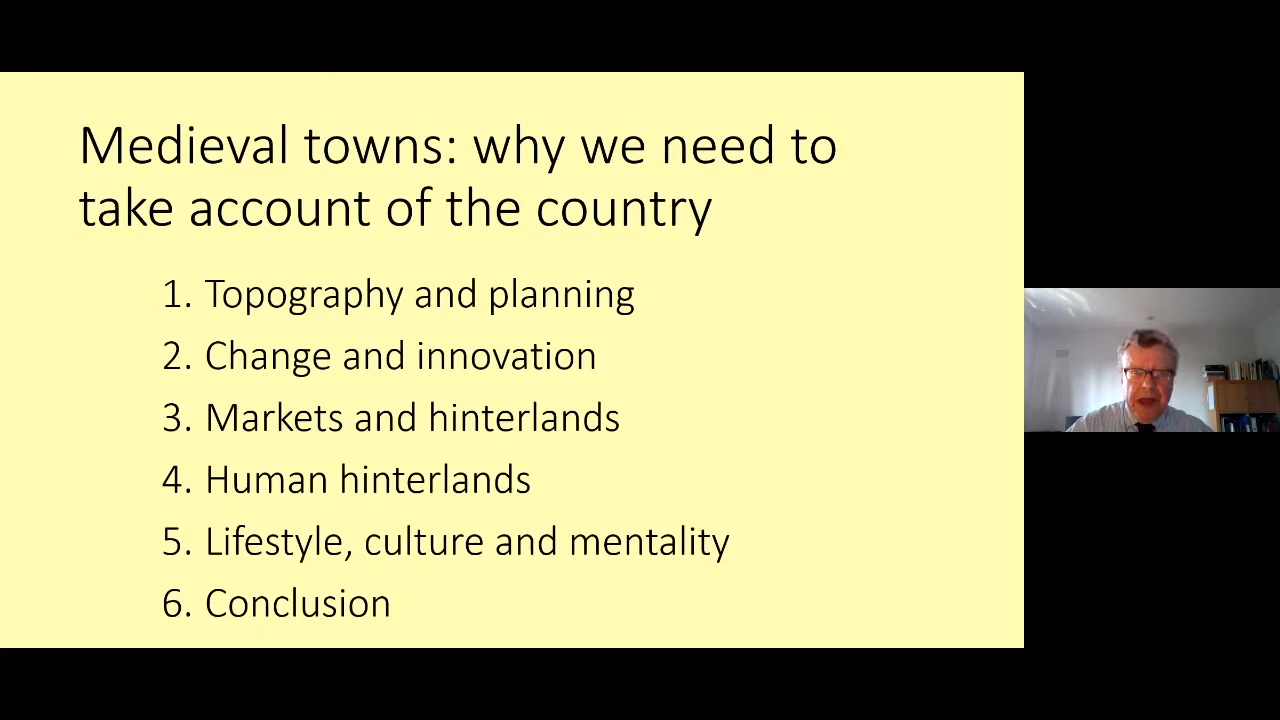 Medieval towns: why we need to
take account of the country
1. Topography and planning
2. Change and innovation
3. Markets and hinterlands
4. Human hinterlands
5. Lifestyle, culture and mentality
6. Conclusion